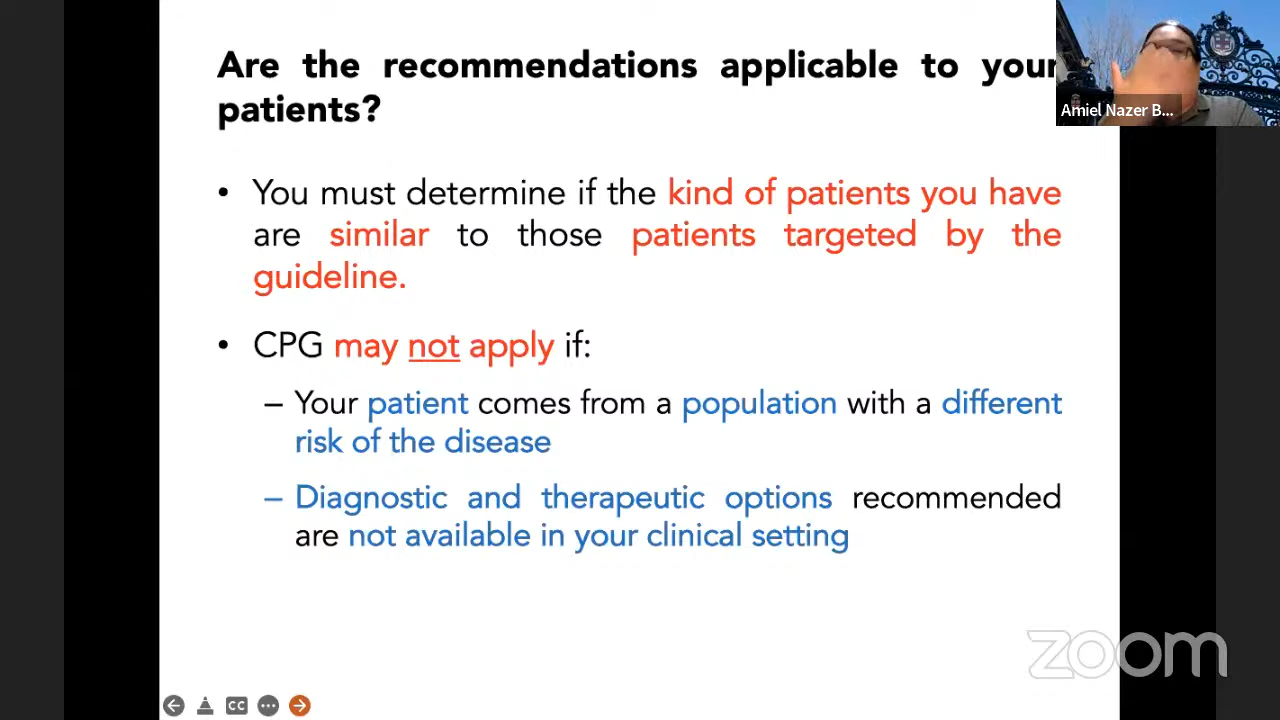 Are the recommendations applicable to your
patients?
Amiel Nazer B...
• You must determine if the kind of patients you have
are similar to those patients targeted by the
guideline.
• CPG may not apply if:
– Your patient comes from a population with a different
risk of the disease
– Diagnostic and therapeutic options recommended
are not available in your clinical setting
zoom
CC